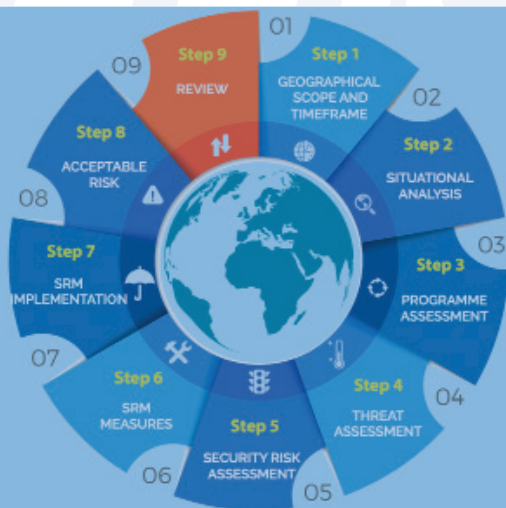 01
Step 1
GEOGRAPHICAL
SCOPE AND
TIMEFRAME
02
Step 2
SITUATIONAL
ANALYSIS
03
Step 3
PROGRAMME
ASSESSMENT
04
Step 4
THREAT
ASSESSMENT
05
Step 5
SECURITY RISK
ASSESSMENT
06
Step 6
SRM
MEASURES
07
Step 7
SRM
IMPLEMENTATION
08
Step 8
ACCEPTABLE
RISK
09
Step 9
REVIEW